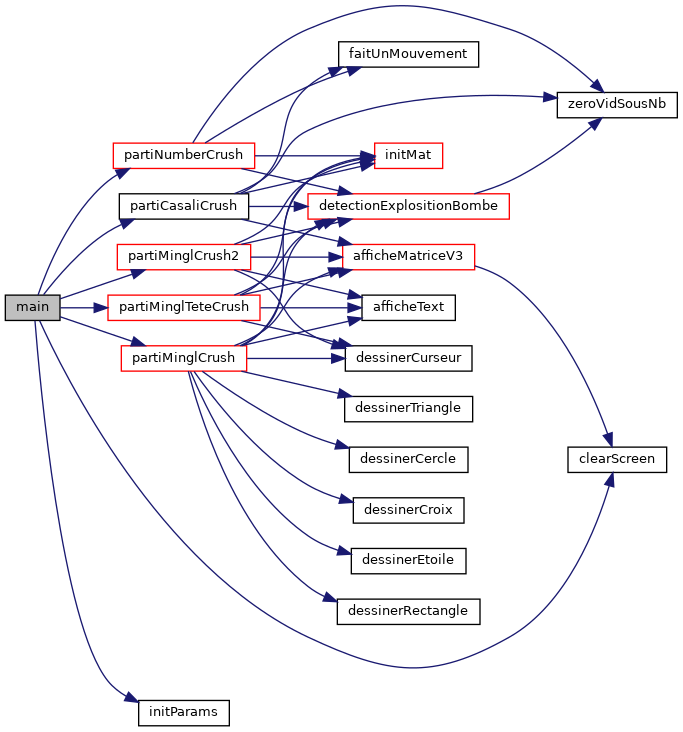 faitUnMouvement
zeroVidSousNb
partiNumberCrush
initMat
partiCasaliCrush
detectionExplositionBombe
partiMinglCrush2
afficheMatriceV3
main
partiMinglTeteCrush
afficheText
partiMinglCrush
dessinerCurseur
dessinerTriangle
dessinerCercle
clearScreen
dessinerCroix
dessinerEtoile
dessinerRectangle
initParams